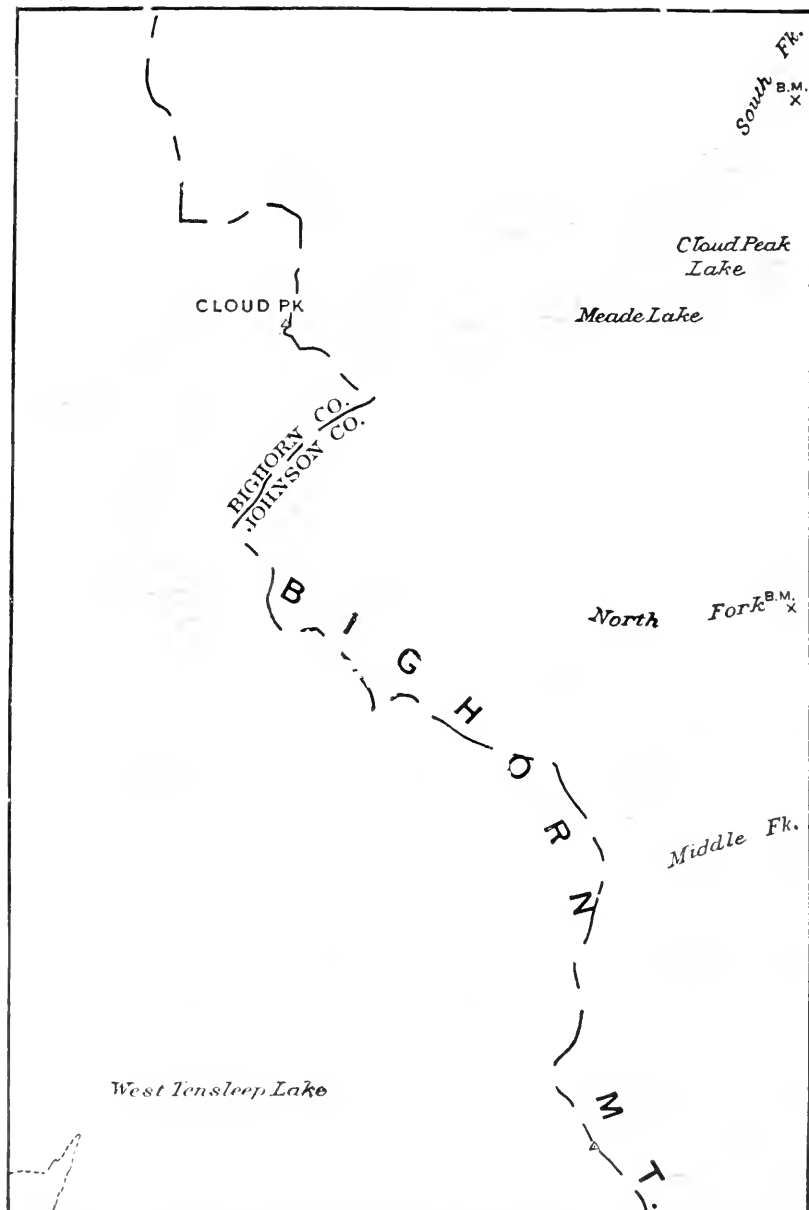 South Fk.
B.M.
Cloud Peak
Lake
CLOUD PK
Meade Lake
BIGHORN CO.
JOHNSON CO.
BIGHORN MT.
North Fork
B.M.
Middle Fk.
West Tensleep Lake